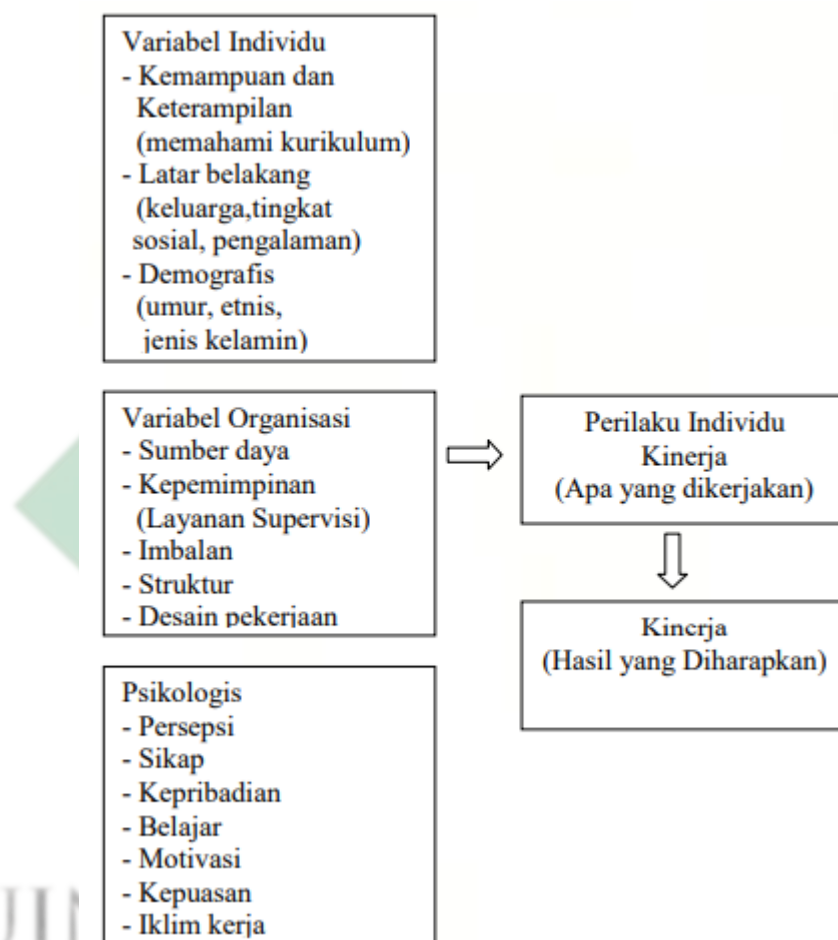 Variabel Individu
- Kemampuan dan
Keterampilan
(memahami kurikulum)
- Latar belakang
(keluarga,tingkat
sosial, pengalaman)
- Demografis
(umur, etnis,
jenis kelamin)
Variabel Organisasi
- Sumber daya
- Kepemimpinan
(Layanan Supervisi)
- Imbalan
- Struktur
- Desain pekerjaan
Psikologis
- Persepsi
- Sikap
- Kepribadian
- Belajar
- Motivasi
- Kepuasan
- Iklim kerja
Perilaku Individu
Kinerja
(Apa yang dikerjakan)
Kinerja
(Hasil yang Diharapkan)